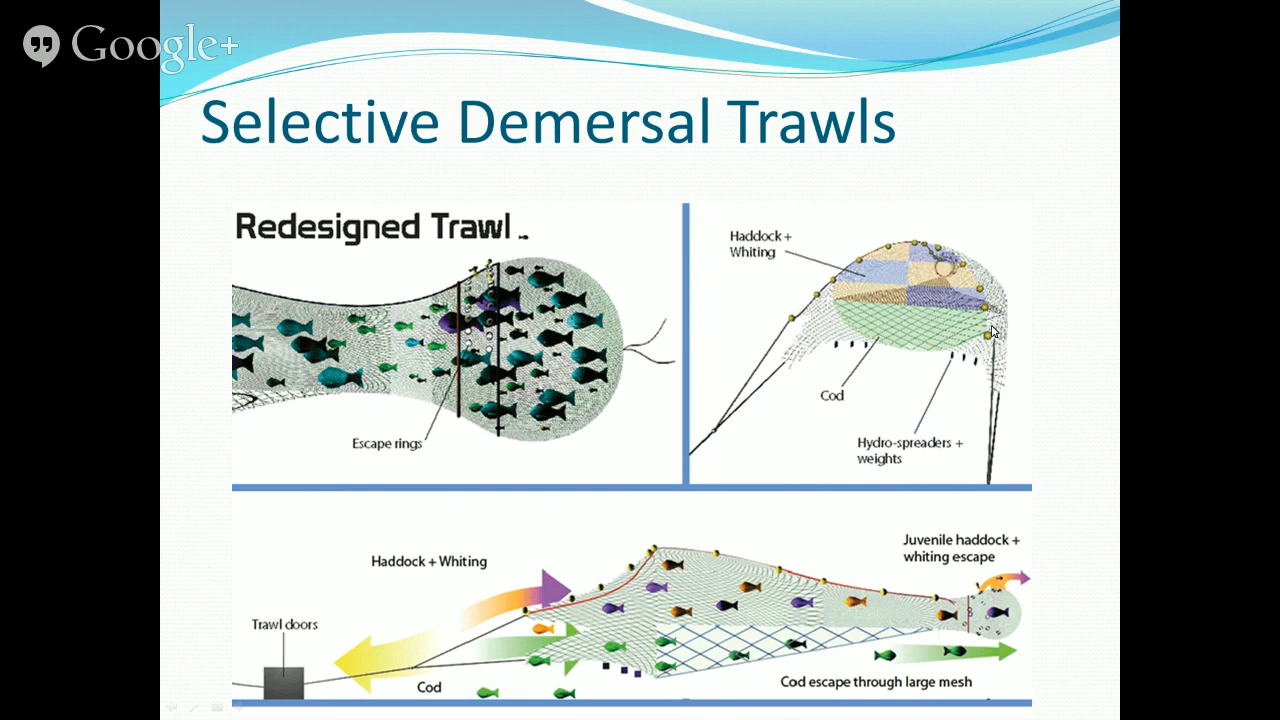 Google+
Selective Demersal Trawls
Redesigned Trawl
Escape rings
Haddock +
Whiting
Cod
Hydro-spreaders +
weights
Haddock + Whiting
Juvenile haddock +
whiting escape
Trawl doors
Cod
Cod escape through large mesh